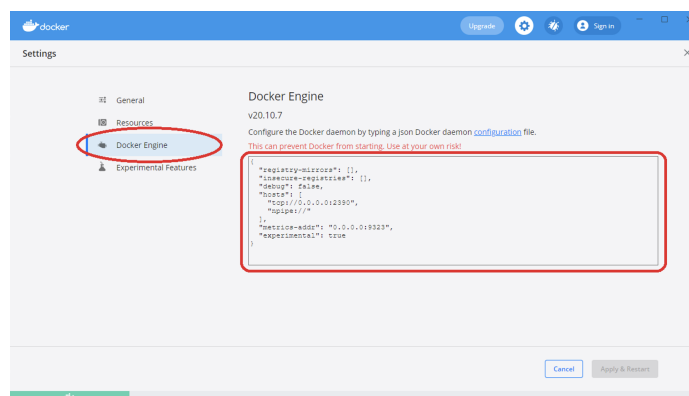 docker
Upgrade
Sign in
Settings
General
Resources
Docker Engine
Experimental Features
Docker Engine
v20.10.7
Configure the Docker daemon by typing a json Docker daemon configuration file.
This can prevent Docker from starting. Use at your own risk!
{
"registry-mirrors": [],
"insecure-registries": [],
"debug": false,
"hosts": [
"tcp://0.0.0.0:2390",
"npipe://"
],
"metrics-addr": "0.0.0.0:9323",
"experimental": true
}
Cancel
Apply & Restart